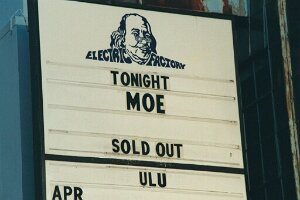 ELECTRIC FACTORY
TONIGHT
MOE
SOLD OUT
ULU
APR